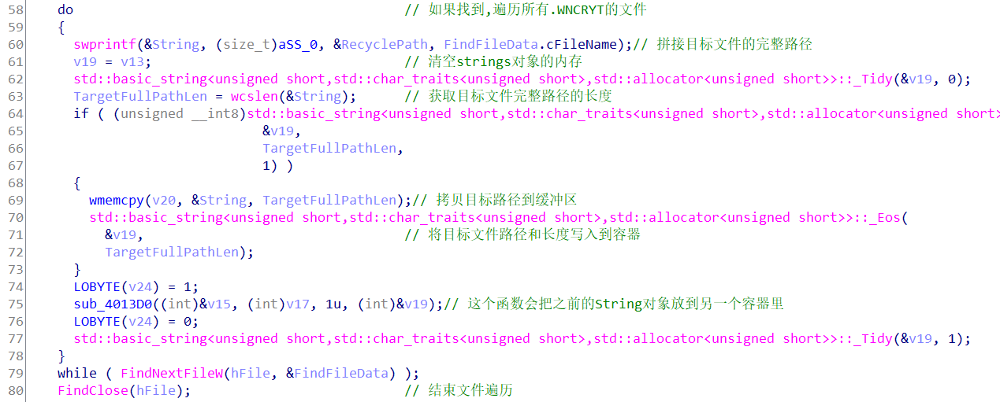 58 do // 如果找到,遍历所有.WNCRYT的文件
59 {
60 swprintf(&String, (size_t)aSS_0, &RecyclePath, FindFileData.cFileName);// 拼接目标文件的完整路径
61 v19 = v13; // 清空strings对象的内存
62 std::basic_string<unsigned short,std::char_traits<unsigned short>,std::allocator<unsigned short>>::_Tidy(&v19, 0);
63 TargetFullPathLen = wcslen(&String); // 获取目标文件完整路径的长度
64 if ( (unsigned __int8)std::basic_string<unsigned short,std::char_traits<unsigned short>,std::allocator<unsigned short>
65 &v19,
66 TargetFullPathLen,
67 1) )
68 {
69 wmemcpy(v20, &String, TargetFullPathLen);// 拷贝目标路径到缓冲区
70 std::basic_string<unsigned short,std::char_traits<unsigned short>,std::allocator<unsigned short>>::_Eos(
71 &v19, // 将目标文件路径和长度写入到容器
72 TargetFullPathLen);
73 }
74 LOBYTE(v24) = 1;
75 sub_4013D0((int)&v15, (int)v17, 1u, (int)&v19);// 这个函数会把之前的String对象放到另一个容器里
76 LOBYTE(v24) = 0;
77 std::basic_string<unsigned short,std::char_traits<unsigned short>,std::allocator<unsigned short>>::_Tidy(&v19, 1);
78 }
79 while ( FindNextFileW(hFile, &FindFileData) );
80 FindClose(hFile); // 结束文件遍历